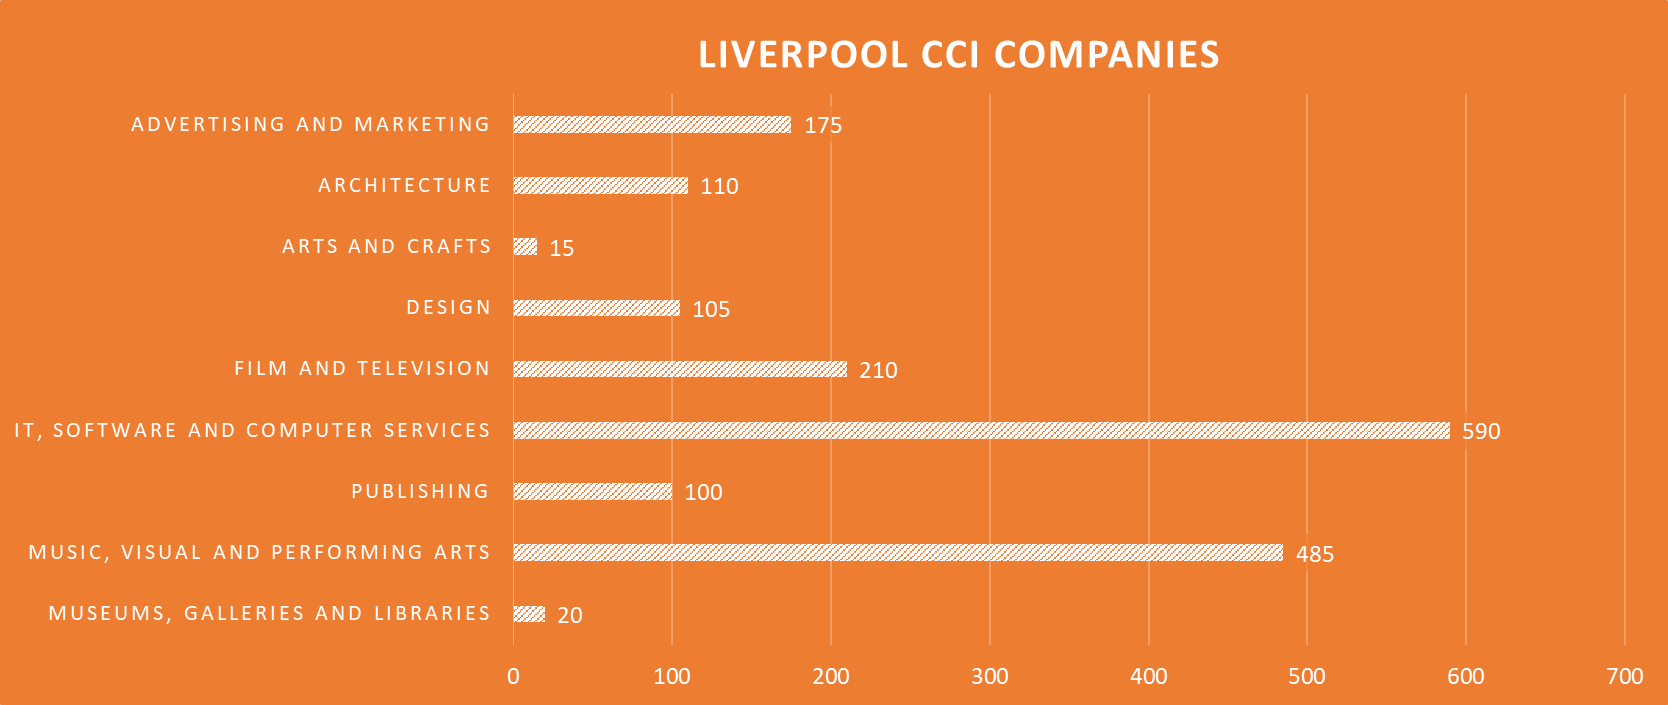 LIVERPOOL CCI COMPANIES
ADVERTISING AND MARKETING 175
ARCHITECTURE 110
ARTS AND CRAFTS 15
DESIGN 105
FILM AND TELEVISION 210
IT, SOFTWARE AND COMPUTER SERVICES 590
PUBLISHING 100
MUSIC, VISUAL AND PERFORMING ARTS 485
MUSEUMS, GALLERIES AND LIBRARIES 20
0 100 200 300 400 500 600 700